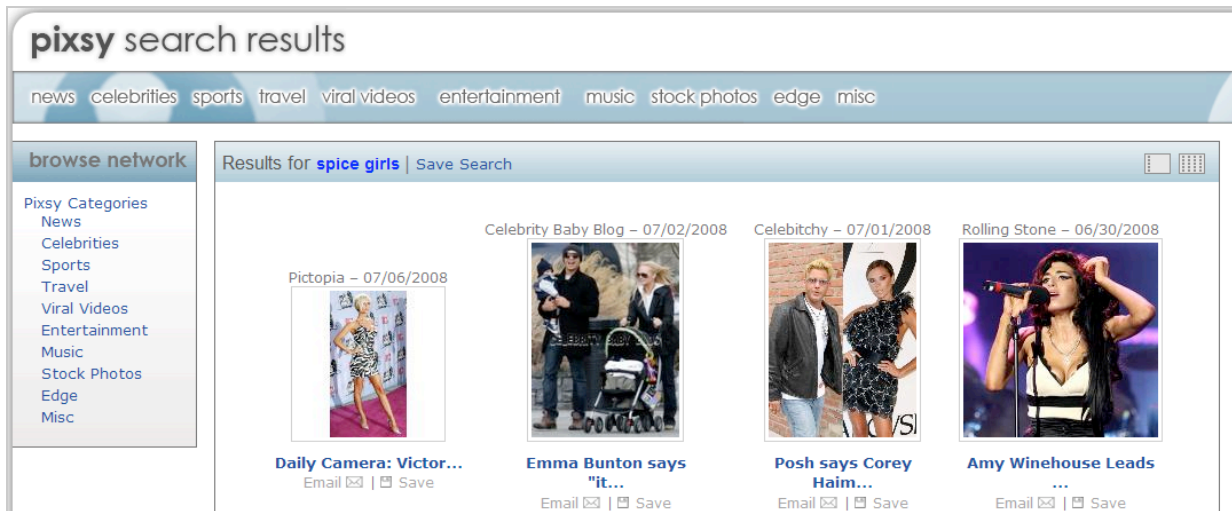 pixsy search results
news celebrities sports travel viral videos entertainment music stock photos edge misc
browse network
Pixsy Categories
News
Celebrities
Sports
Travel
Viral Videos
Entertainment
Music
Stock Photos
Edge
Misc
Results for spice girls | Save Search
Pictopia – 07/06/2008
Daily Camera: Victor...
Email | Save
Celebrity Baby Blog – 07/02/2008
CELEBRITY BABY BLOG
Emma Bunton says
"it...
Email | Save
Celebitchy – 07/01/2008
Posh says Corey
Haim...
Email | Save
Rolling Stone – 06/30/2008
Amy Winehouse Leads
...
Email | Save